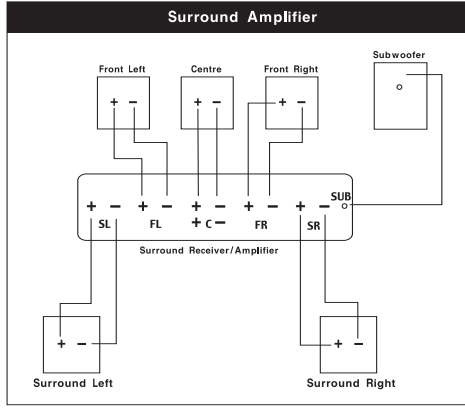 Surround Amplifier
Subwoofer
Front Left Centre Front Right
+ − + − + −
SUB
+ − + − + − + − + −
SL FL + C − FR SR
Surround Receiver/Amplifier
+ − + −
Surround Left Surround Right